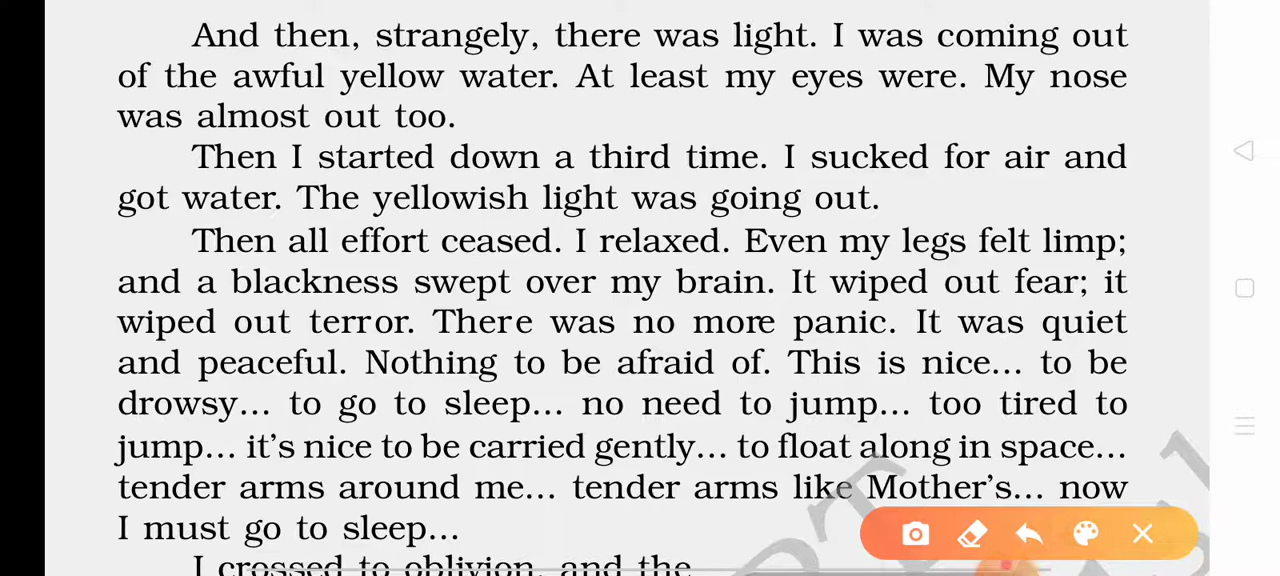 And then, strangely, there was light. I was coming out
of the awful yellow water. At least my eyes were. My nose
was almost out too.
Then I started down a third time. I sucked for air and
got water. The yellowish light was going out.
Then all effort ceased. I relaxed. Even my legs felt limp;
and a blackness swept over my brain. It wiped out fear; it
wiped out terror. There was no more panic. It was quiet
and peaceful. Nothing to be afraid of. This is nice... to be
drowsy... to go to sleep... no need to jump... too tired to
jump... it's nice to be carried gently... to float along in space...
tender arms around me... tender arms like Mother's... now
I must go to sleep...
I crossed to oblivion, and the